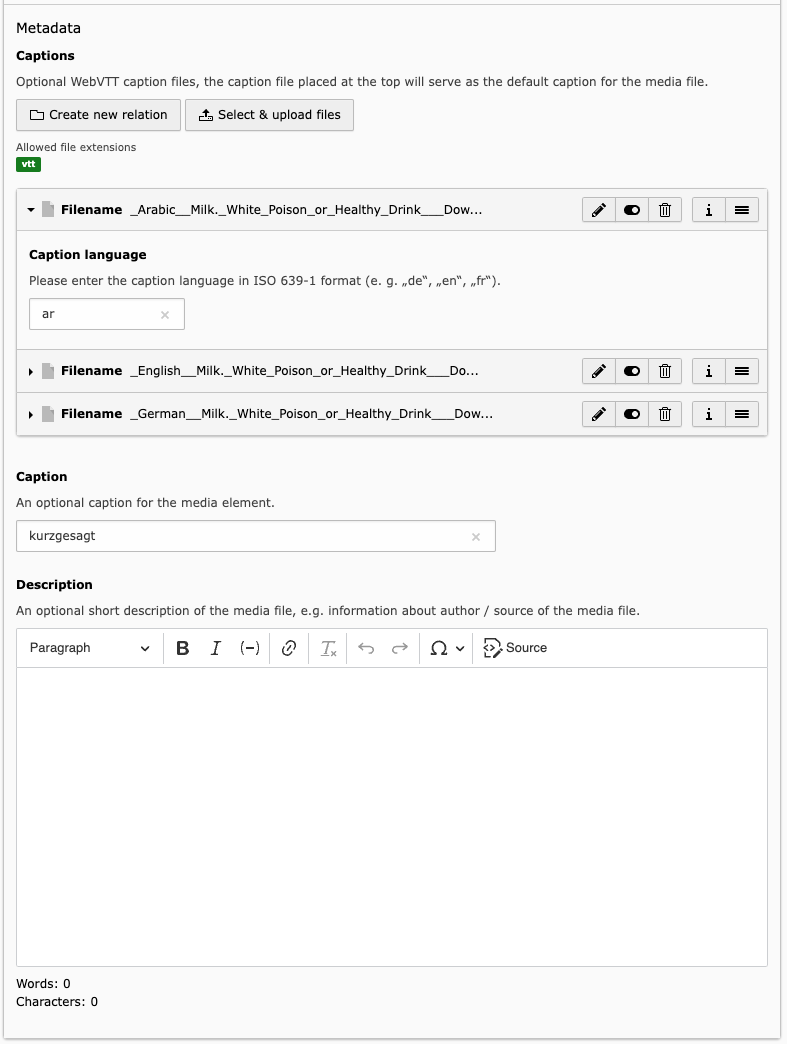 Metadata
Captions
Optional WebVTT caption files, the caption file placed at the top will serve as the default caption for the media file.
Create new relation Select & upload files
Allowed file extensions
vtt
Filename _Arabic__Milk._White_Poison_or_Healthy_Drink___Dow...
Caption language
Please enter the caption language in ISO 639-1 format (e. g. „de“, „en“, „fr“).
ar
Filename _English__Milk._White_Poison_or_Healthy_Drink___Do...
Filename _German__Milk._White_Poison_or_Healthy_Drink___Dow...
Caption
An optional caption for the media element.
kurzgesagt
Description
An optional short description of the media file, e.g. information about author / source of the media file.
Paragraph B I (–) Tx Ω Source
Words: 0
Characters: 0